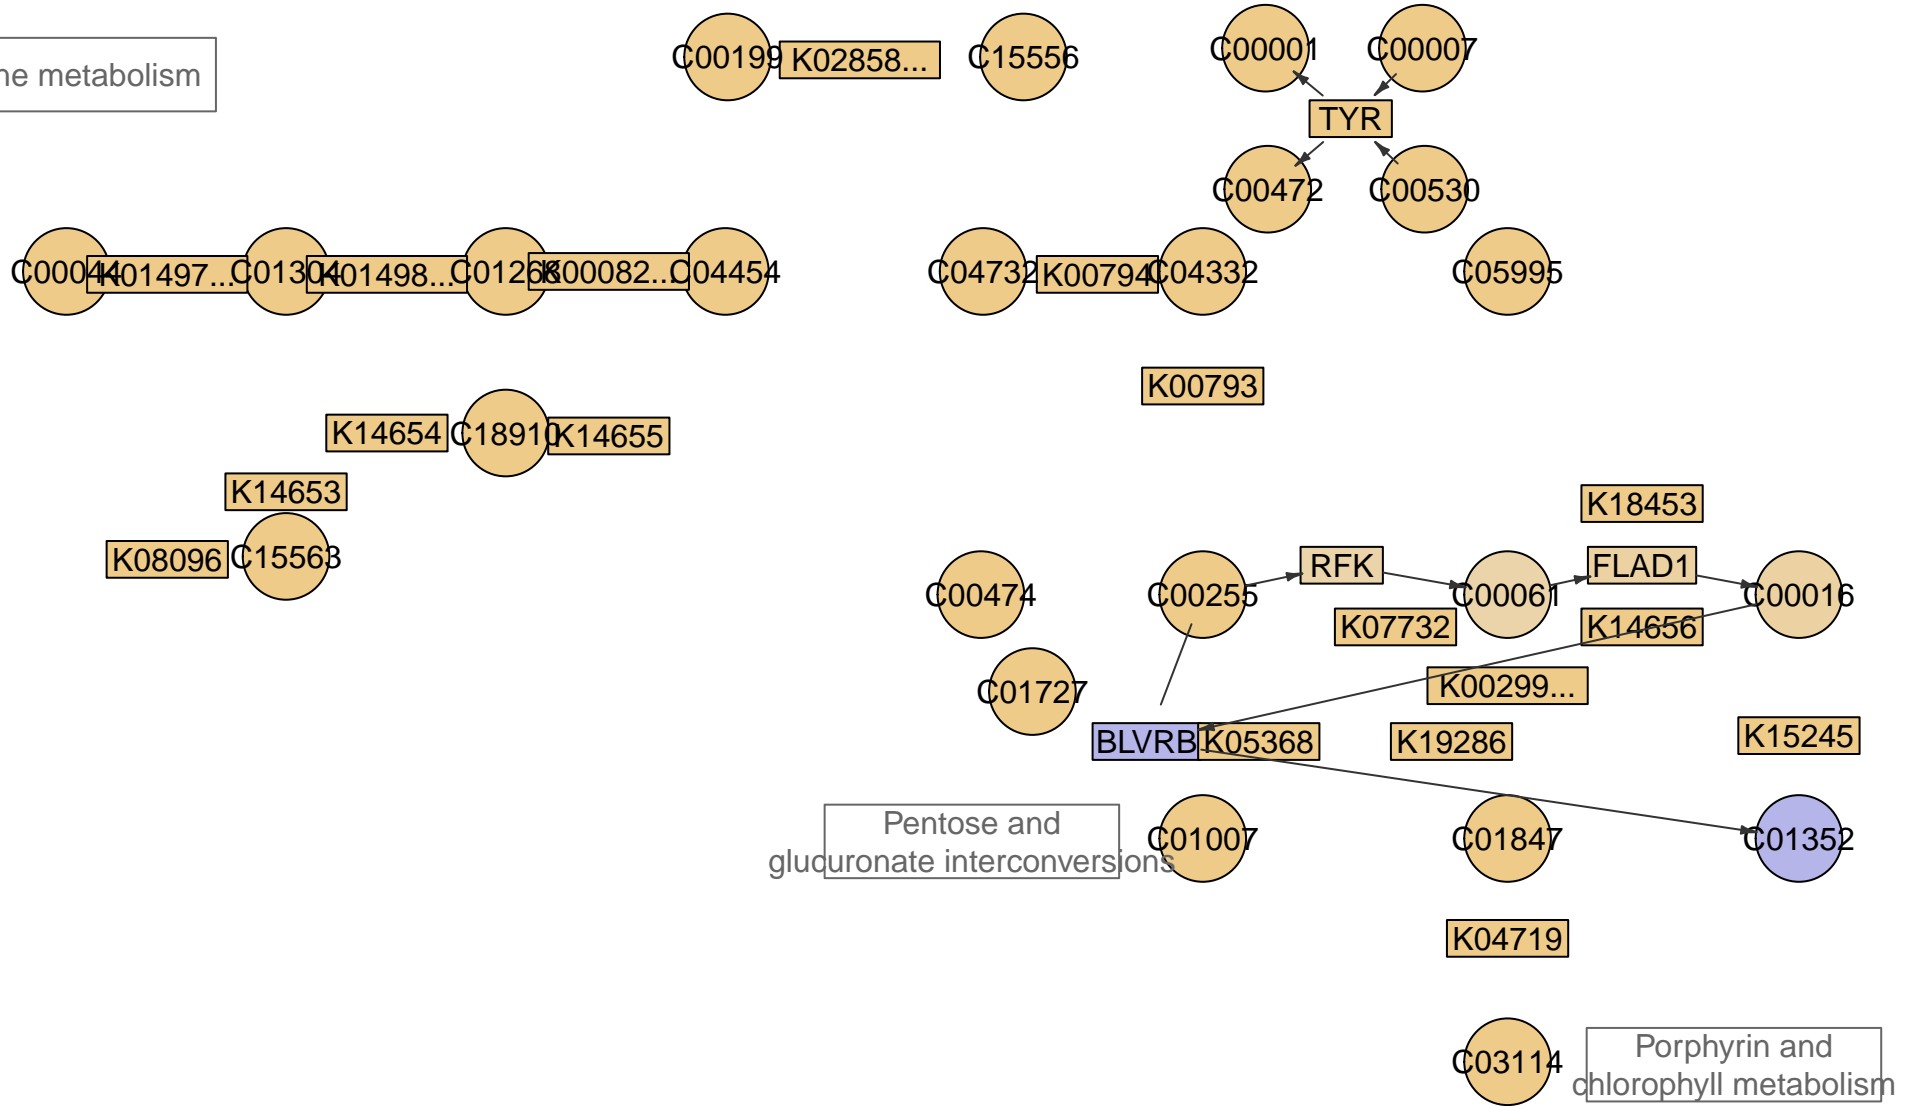 C00199 K02858... C15556 C00001 C00007
ne metabolism
TYR
C00472 C00530
C00044 K01497... C01304 K01498... C01268 K00082... C04454 C04732 K00794 C04332 C05995
K00793
K14654 C18910 K14655
K14653
K18453
K08096 C15563
RFK FLAD1
C00474 C00255 C00061 C00016
K07732 K14656
C01727 K00299...
BLVRB K05368 K19286 K15245
Pentose and
glucuronate interconversions
C01007 C01847 C01352
K04719
C03114
Porphyrin and
chlorophyll metabolism